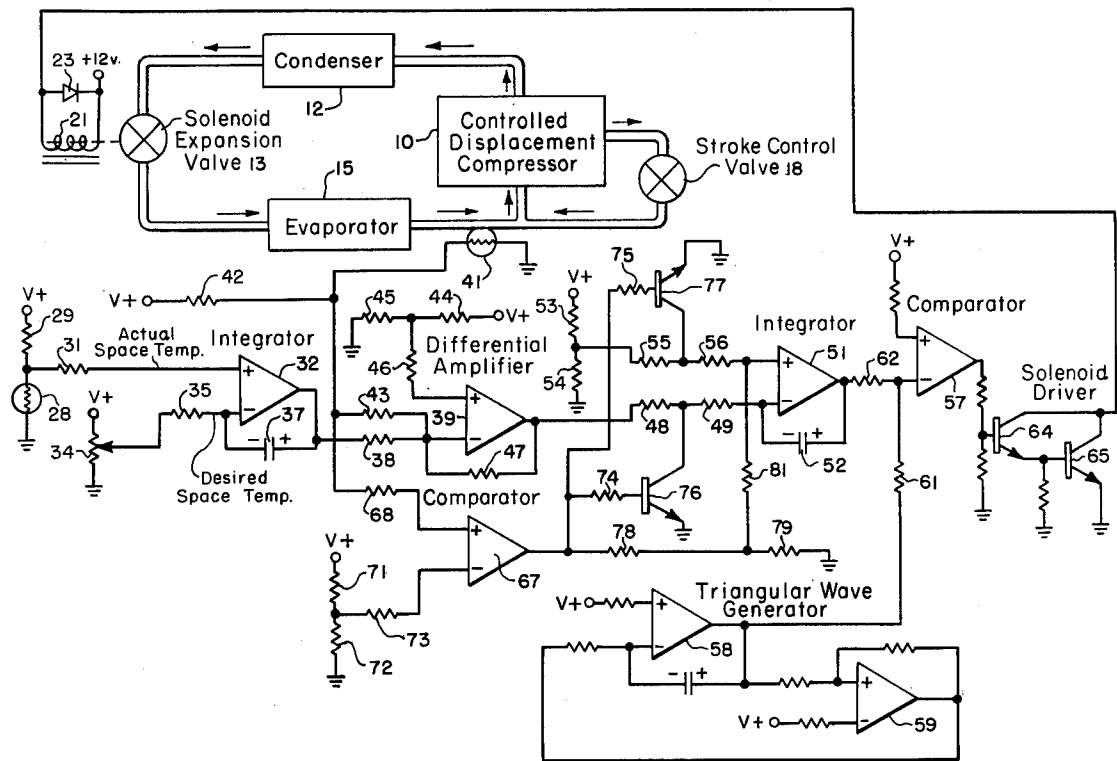 23
+12v.
21
Solenoid
Expansion
Valve 13
Condenser
12
10
Controlled
Displacement
Compressor
Stroke Control
Valve 18
15
Evaporator
41
42
V+
V+
29
31
Actual
Space Temp.
28
V+
34
35
Integrator
32
37
Desired
Space Temp.
45
44
V+
46
Differential
Amplifier
39
43
38
47
Comparator
68
67
V+
71
73
72
V+
53
54
75
77
55
56
48
49
74
76
78
79
81
Integrator
51
52
62
61
V+
Comparator
57
Solenoid
Driver
64
65
Triangular Wave
Generator
V+
58
V+
59
+
−
−
+
+
−
+
−
+
−
−
+
+
−
+
−
−
+
+
−